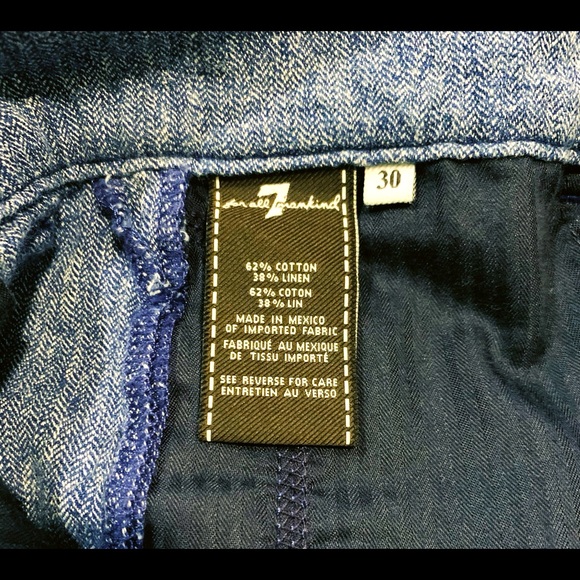 7
for all mankind
30
62% COTTON
38% LINEN
62% COTON
38% LIN
MADE IN MEXICO
OF IMPORTED FABRIC
FABRIQUÉ AU MEXIQUE
DE TISSU IMPORTÉ
SEE REVERSE FOR CARE
ENTRETIEN AU VERSO